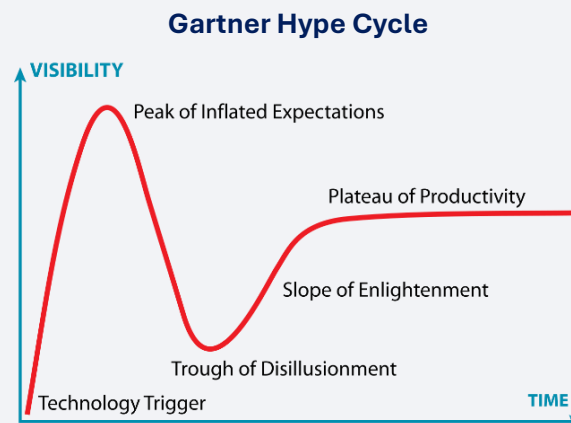 Gartner Hype Cycle
VISIBILITY
Peak of Inflated Expectations
Plateau of Productivity
Slope of Enlightenment
Trough of Disillusionment
Technology Trigger
TIME